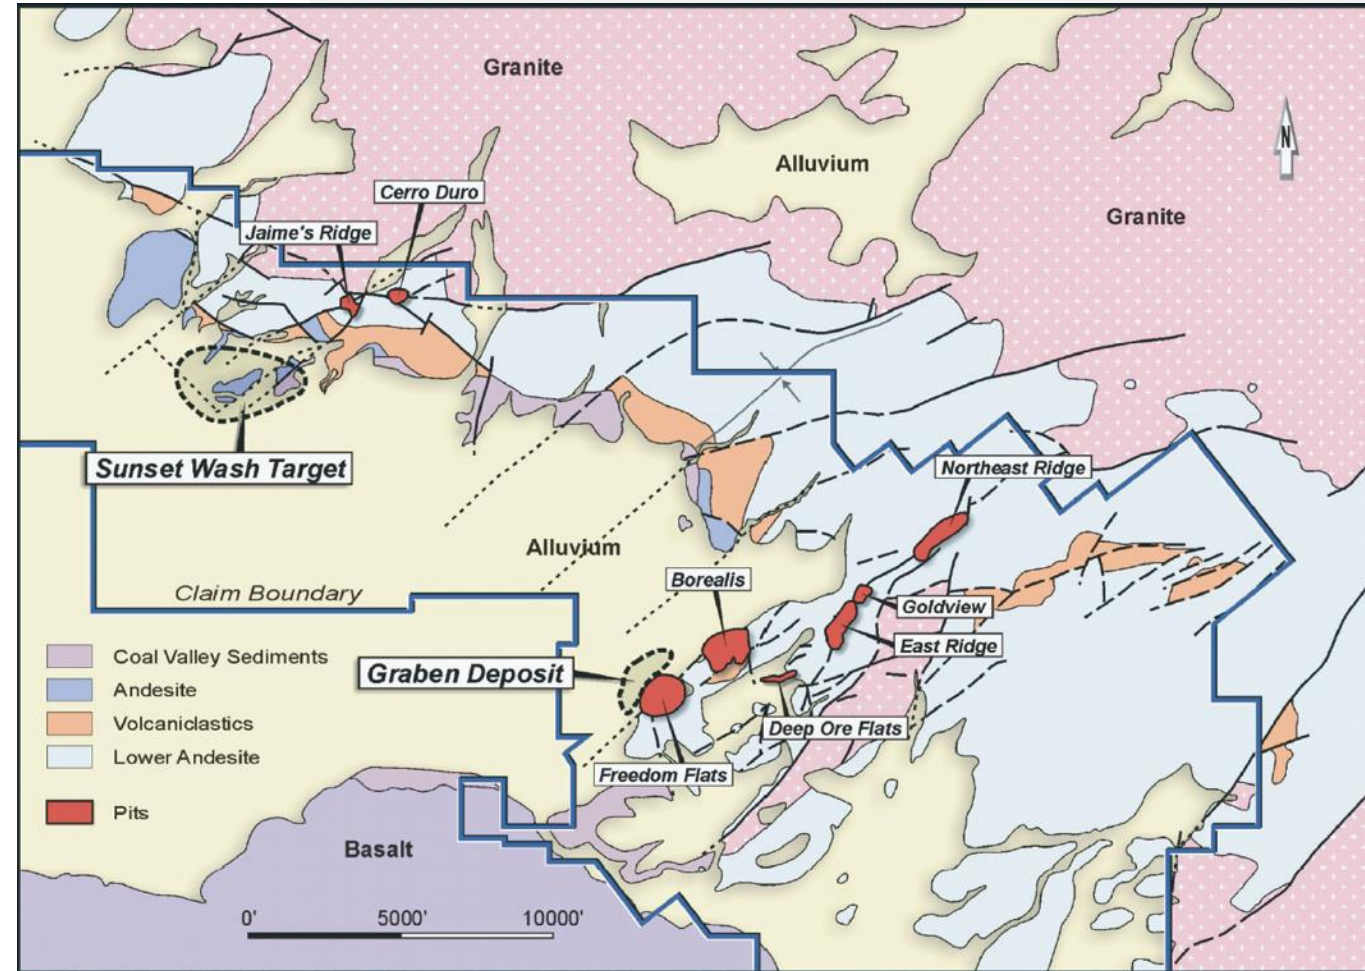 Granite
N
Alluvium
Cerro Duro
Granite
Jaime's Ridge
Sunset Wash Target
Northeast Ridge
Alluvium
Borealis
Claim Boundary
Goldview
East Ridge
Coal Valley Sediments
Graben Deposit
Andesite
Volcaniclastics
Deep Ore Flats
Lower Andesite
Freedom Flats
Pits
Basalt
0' 5000' 10000'